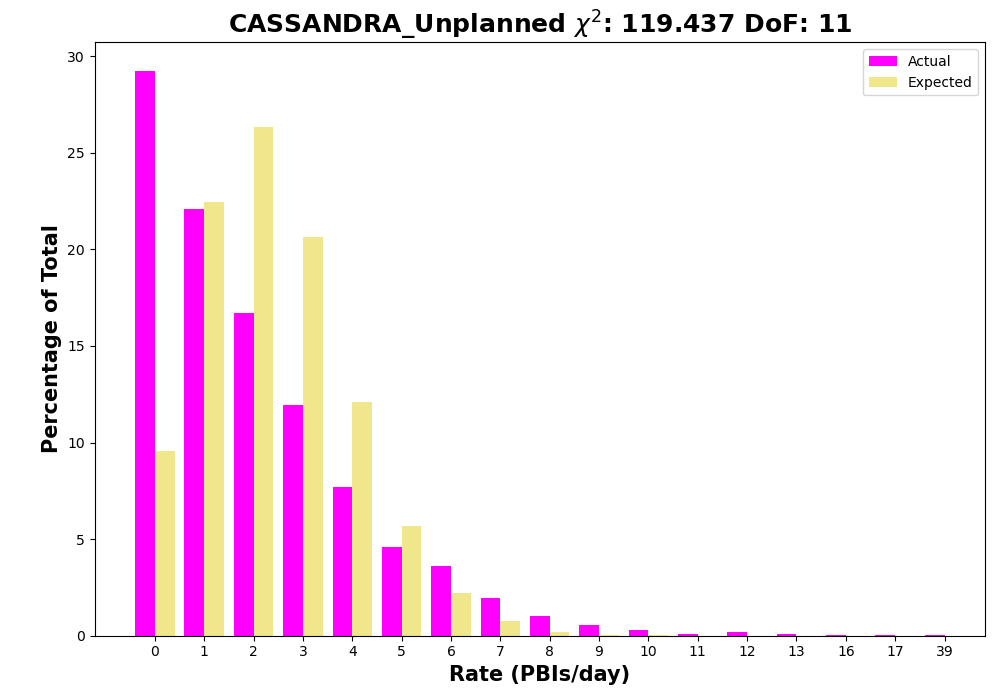 CASSANDRA_Unplanned χ²: 119.437 DoF: 11
Actual
Expected
Percentage of Total
30
25
20
15
10
5
0
0 1 2 3 4 5 6 7 8 9 10 11 12 13 16 17 39
Rate (PBIs/day)